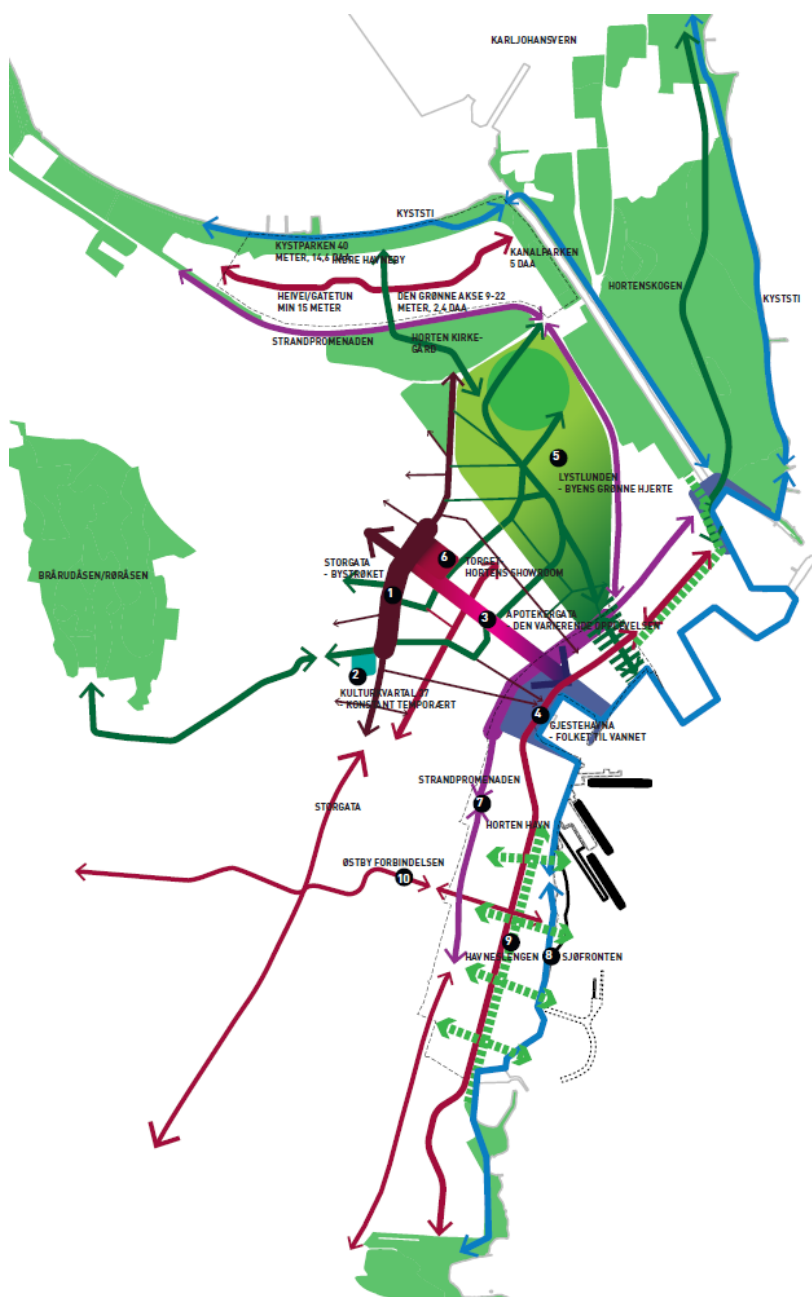 KARLJOHANSVERN
KYSTSTI
KYSTPARKEN 40
METER, 14,6 DAA
INDRE HAVNEBY
KANALPARKEN
5 DAA
HORTENSKOGEN
KYSTSTI
HEIVEI/GATETUN
MIN 15 METER
DEN GRØNNE AKSE 9-22
METER, 2,4 DAA
STRANDPROMENADEN
HORTEN KIRKE-
GÅRD
5
LYSTLUNDEN
- BYENS GRØNNE HJERTE
BRÅRUDÅSEN/RØRÅSEN
STORGATA
- BYSTRØKET
6
TORGET
HORTENS SHOWROOM
1
3
APOTEKERGATA
- DEN VARIERENDE OPPLEVELSEN
2
KULTURKVARTAL 17
- KONSTANT TEMPORÆRT
4
GJESTEHAVNA
- FOLKET TIL VANNET
STRANDPROMENADEN
7
STORGATA
HORTEN HAVN
ØSTBY FORBINDELSEN
10
9
HAVNESLENGEN
8
SJØFRONTEN